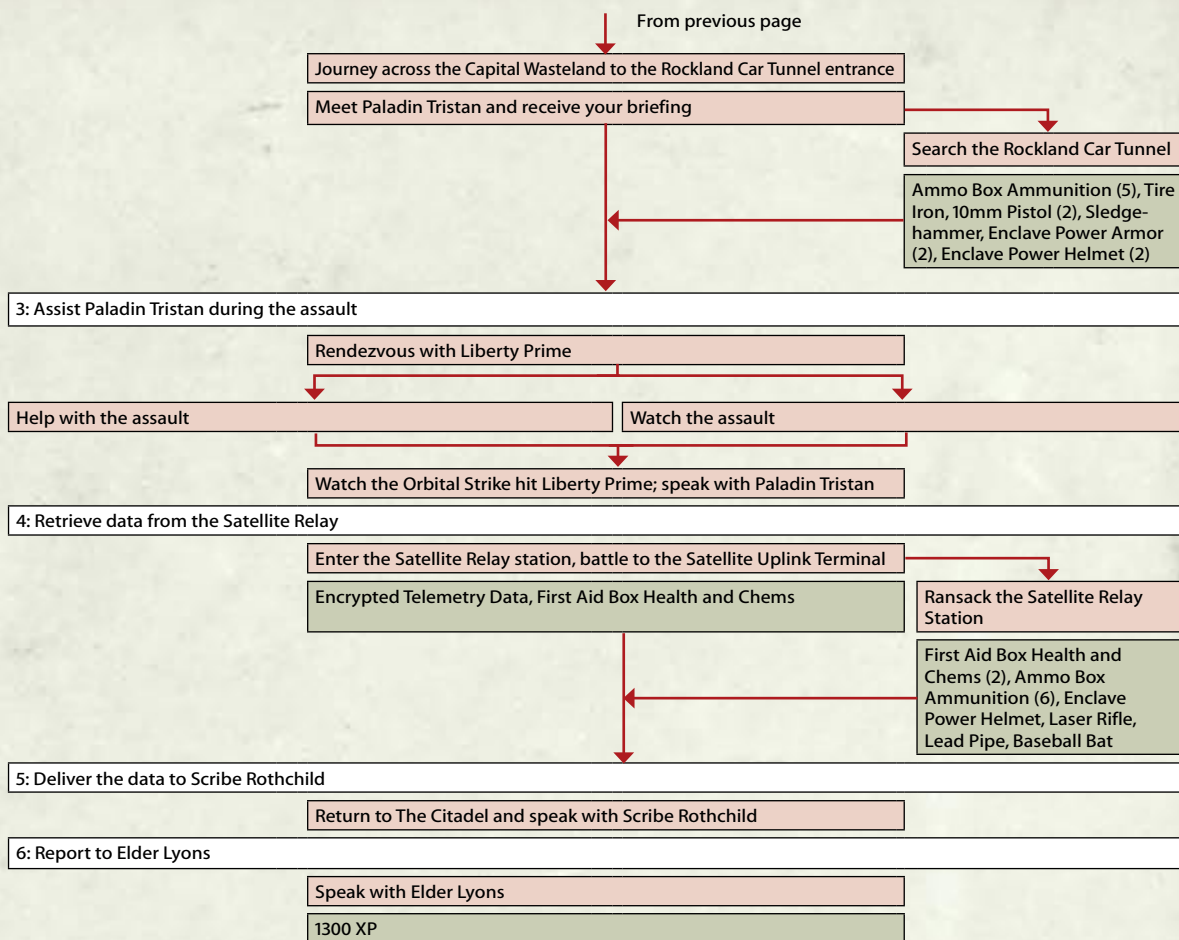 From previous page
Journey across the Capital Wasteland to the Rockland Car Tunnel entrance
Meet Paladin Tristan and receive your briefing
Search the Rockland Car Tunnel
Ammo Box Ammunition (5), Tire
Iron, 10mm Pistol (2), Sledge-
hammer, Enclave Power Armor
(2), Enclave Power Helmet (2)
3: Assist Paladin Tristan during the assault
Rendezvous with Liberty Prime
Help with the assault
Watch the assault
Watch the Orbital Strike hit Liberty Prime; speak with Paladin Tristan
4: Retrieve data from the Satellite Relay
Enter the Satellite Relay station, battle to the Satellite Uplink Terminal
Encrypted Telemetry Data, First Aid Box Health and Chems
Ransack the Satellite Relay
Station
First Aid Box Health and
Chems (2), Ammo Box
Ammunition (6), Enclave
Power Helmet, Laser Rifle,
Lead Pipe, Baseball Bat
5: Deliver the data to Scribe Rothchild
Return to The Citadel and speak with Scribe Rothchild
6: Report to Elder Lyons
Speak with Elder Lyons
1300 XP